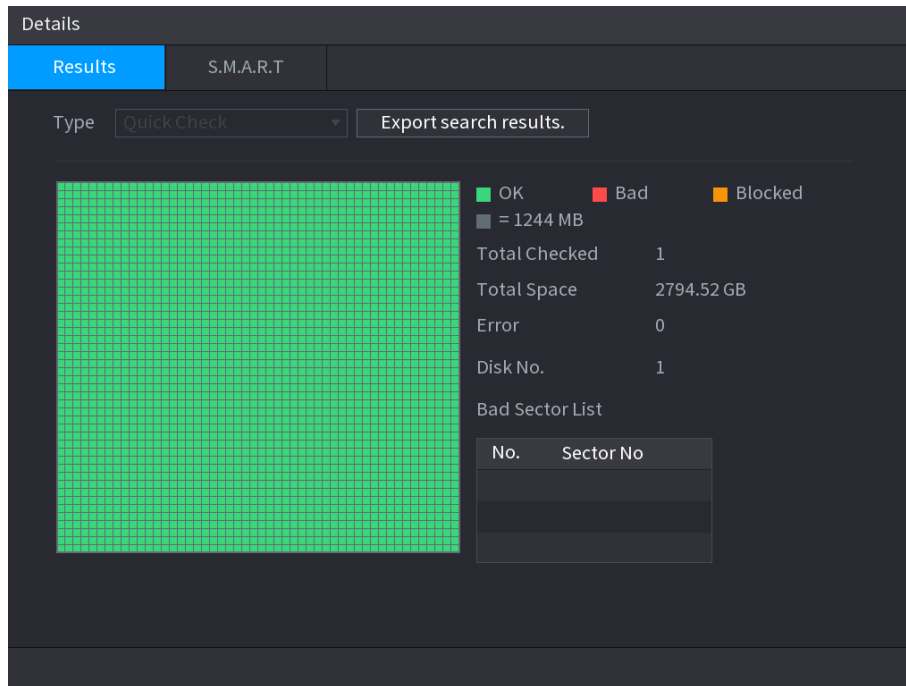 Details
Results S.M.A.R.T
Type Quick Check Export search results.
OK Bad Blocked
= 1244 MB
Total Checked 1
Total Space 2794.52 GB
Error 0
Disk No. 1
Bad Sector List
No. Sector No